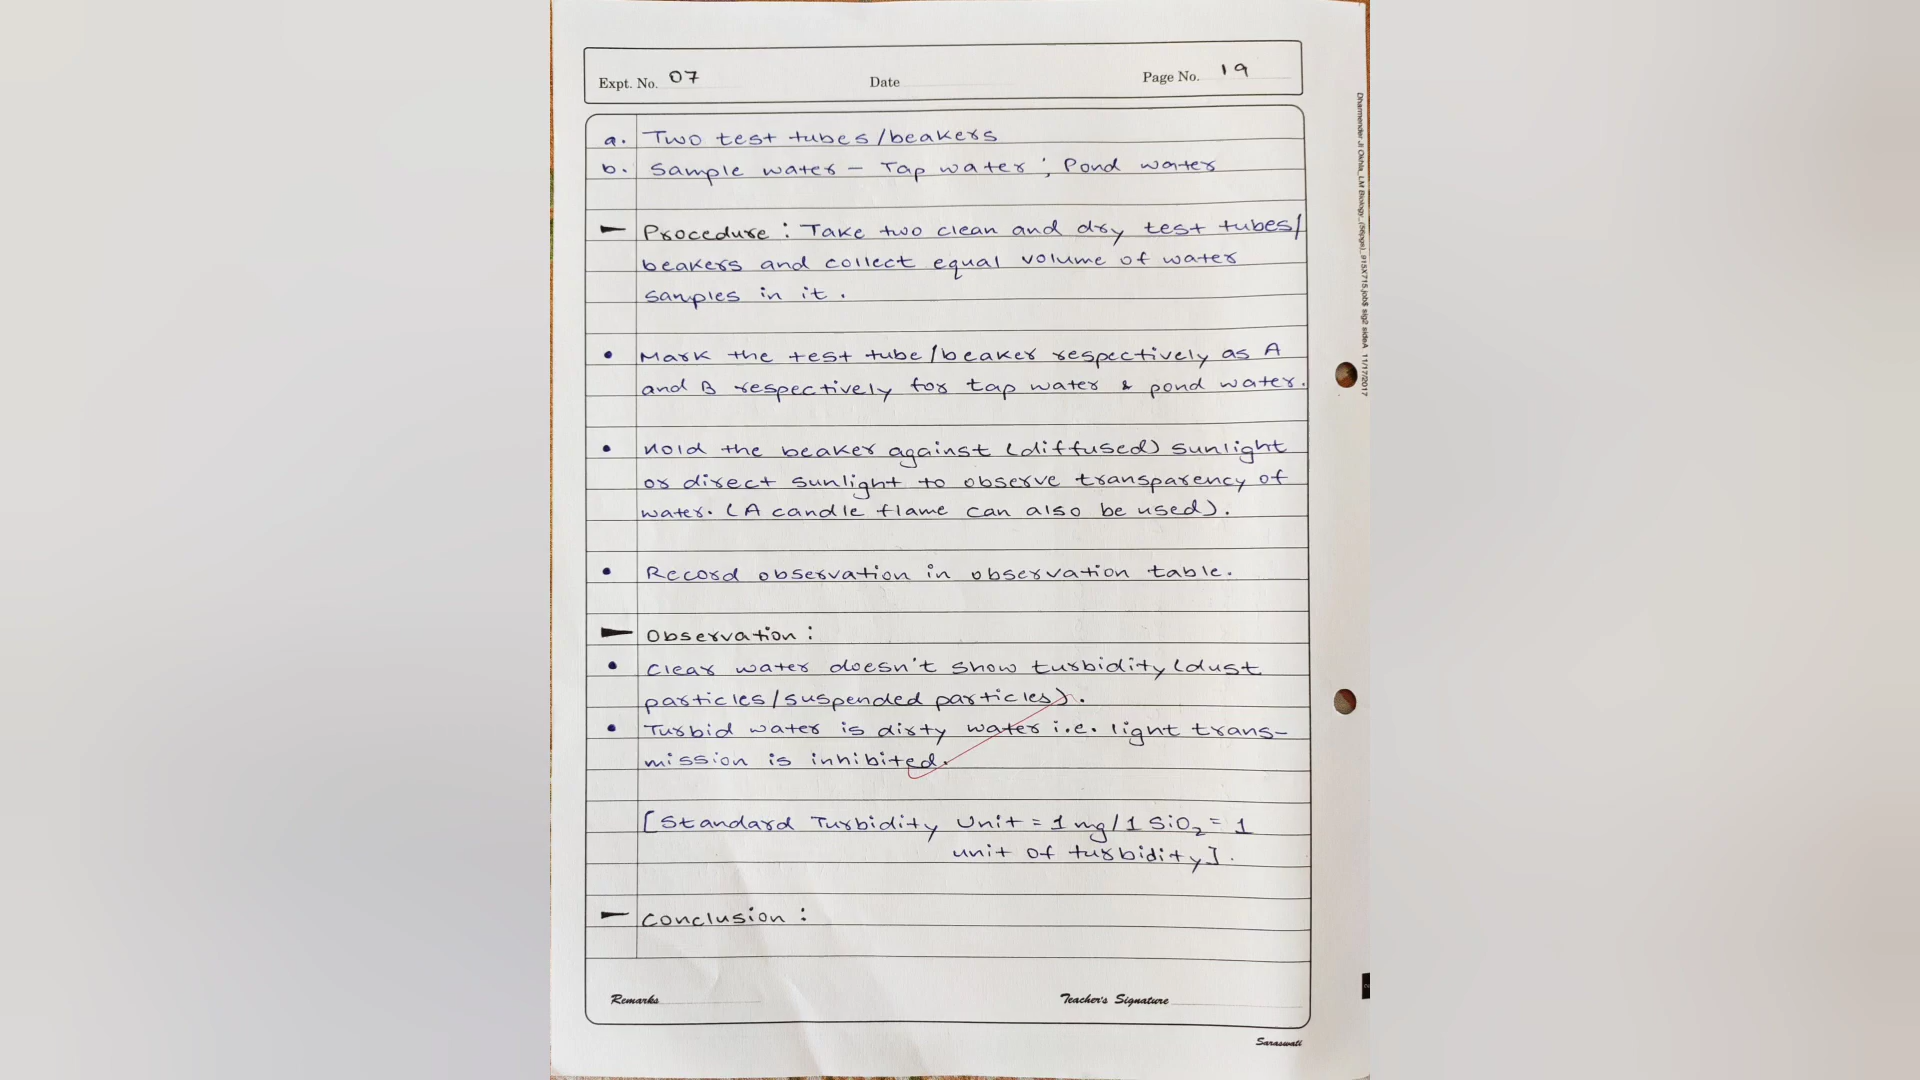 Expt. No. 07 Date Page No. 19
a. Two test tubes/beakers
b. Sample water – Tap water ; Pond water
– Procedure : Take two clean and dry test tubes/
beakers and collect equal volume of water
samples in it .
• Mark the test tube/beaker respectively as A
and B respectively for tap water & pond water.
• Hold the beaker against (diffused) sunlight
or direct sunlight to observe transparency of
water. (A candle flame can also be used).
• Record observation in observation table.
– Observation :
• Clear water doesn't show turbidity (dust
particles/suspended particles).
• Turbid water is dirty water i.e. light trans-
mission is inhibited.
[Standard Turbidity Unit = 1 mg/1 SiO₂ = 1
unit of turbidity].
– Conclusion :
Remarks Teacher's Signature
Saraswati